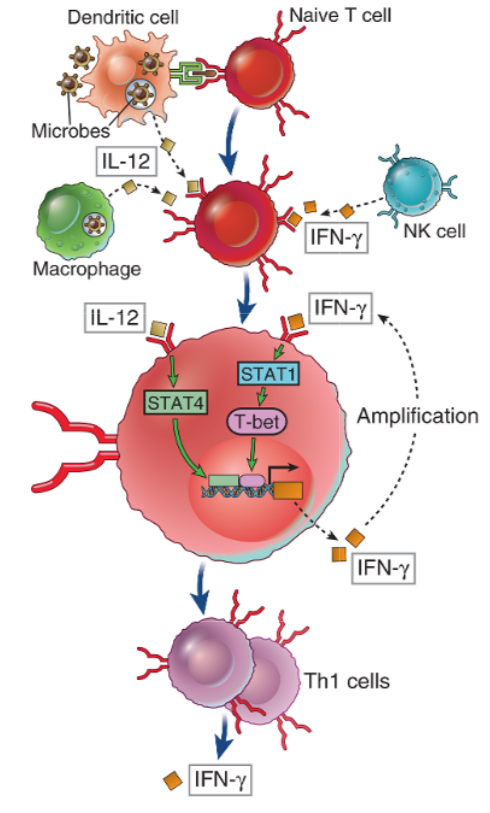 Dendritic cell
Naive T cell
Microbes
IL-12
Macrophage
IFN-γ
NK cell
IL-12
IFN-γ
STAT1
STAT4
T-bet
Amplification
IFN-γ
Th1 cells
IFN-γ